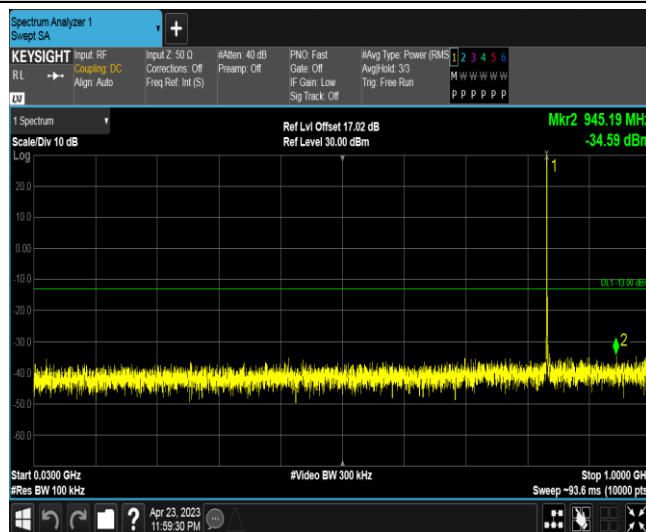 Spectrum Analyzer 1
Swept SA
KEYSIGHT Input: RF Input Z: 50 Ω #Atten: 40 dB PNO: Fast #Avg Type: Power (RMS 1 2 3 4 5 6
RL Coupling: DC Corrections: Off Preamp: Off Gate: Off Avg|Hold: 3/3 M W W W W W
Align: Auto Freq Ref: Int (S) IF Gain: Low Trig: Free Run
LXI Sig Track: Off P P P P P P
1 Spectrum Ref Lvl Offset 17.02 dB Mkr2 945.19 MHz
Scale/Div 10 dB Ref Level 30.00 dBm -34.59 dBm
Log
1
20.0
10.0
0.00
-10.0
DL1 -13.00 dBm
-20.0
-30.0
2
-40.0
-50.0
-60.0
Start 0.0300 GHz #Video BW 300 kHz Stop 1.0000 GH
#Res BW 100 kHz Sweep ~93.6 ms (10000 pts
? Apr 23, 2023
11:59:30 PM